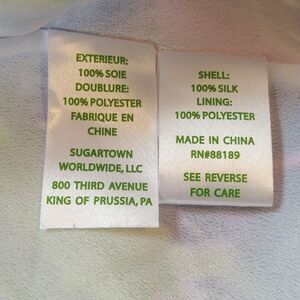 EXTERIEUR:
100% SOIE
DOUBLURE:
100% POLYESTER
FABRIQUE EN
CHINE
SUGARTOWN
WORLDWIDE, LLC
800 THIRD AVENUE
KING OF PRUSSIA, PA
SHELL:
100% SILK
LINING:
100% POLYESTER
MADE IN CHINA
RN#88189
SEE REVERSE
FOR CARE